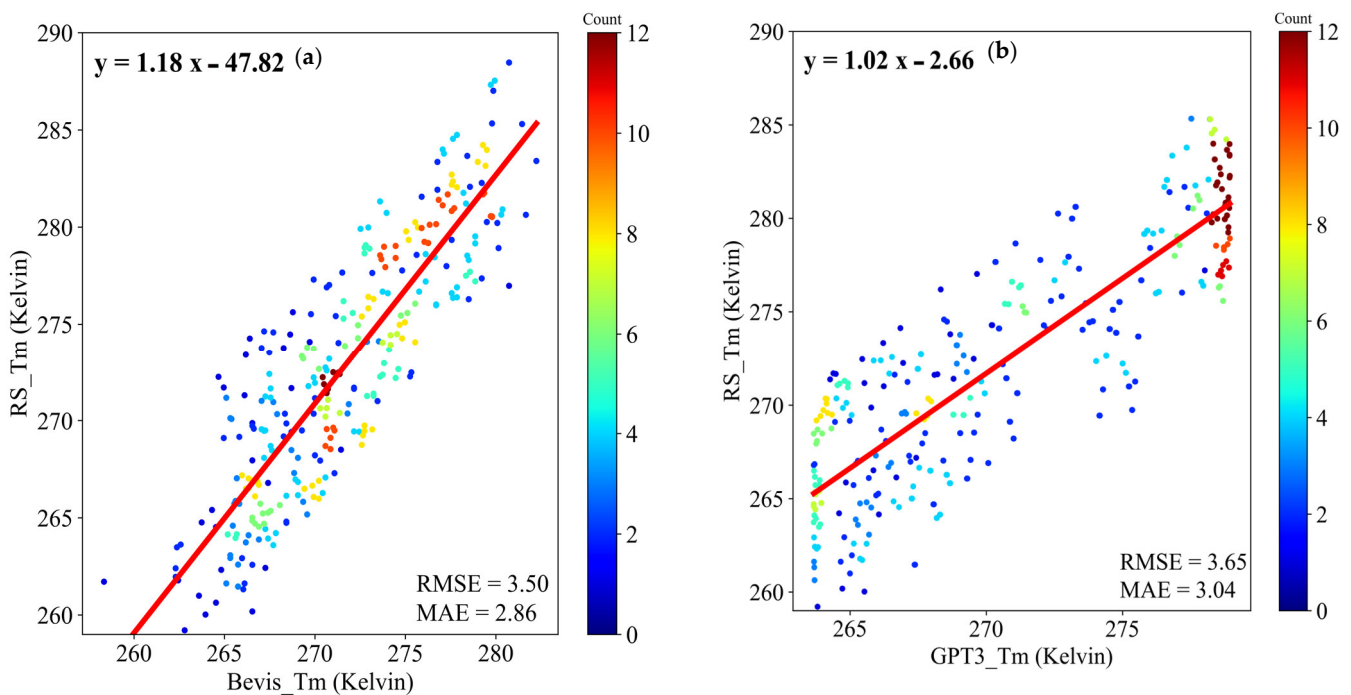 Count
y = 1.18 x – 47.82 (a)
290
285
280
275
270
265
260
RS_Tm (Kelvin)
RMSE = 3.50
MAE = 2.86
260 265 270 275 280
Bevis_Tm (Kelvin)
12
10
8
6
4
2
0
Count
y = 1.02 x – 2.66 (b)
290
285
280
275
270
265
260
RS_Tm (Kelvin)
RMSE = 3.65
MAE = 3.04
265 270 275
GPT3_Tm (Kelvin)
12
10
8
6
4
2
0